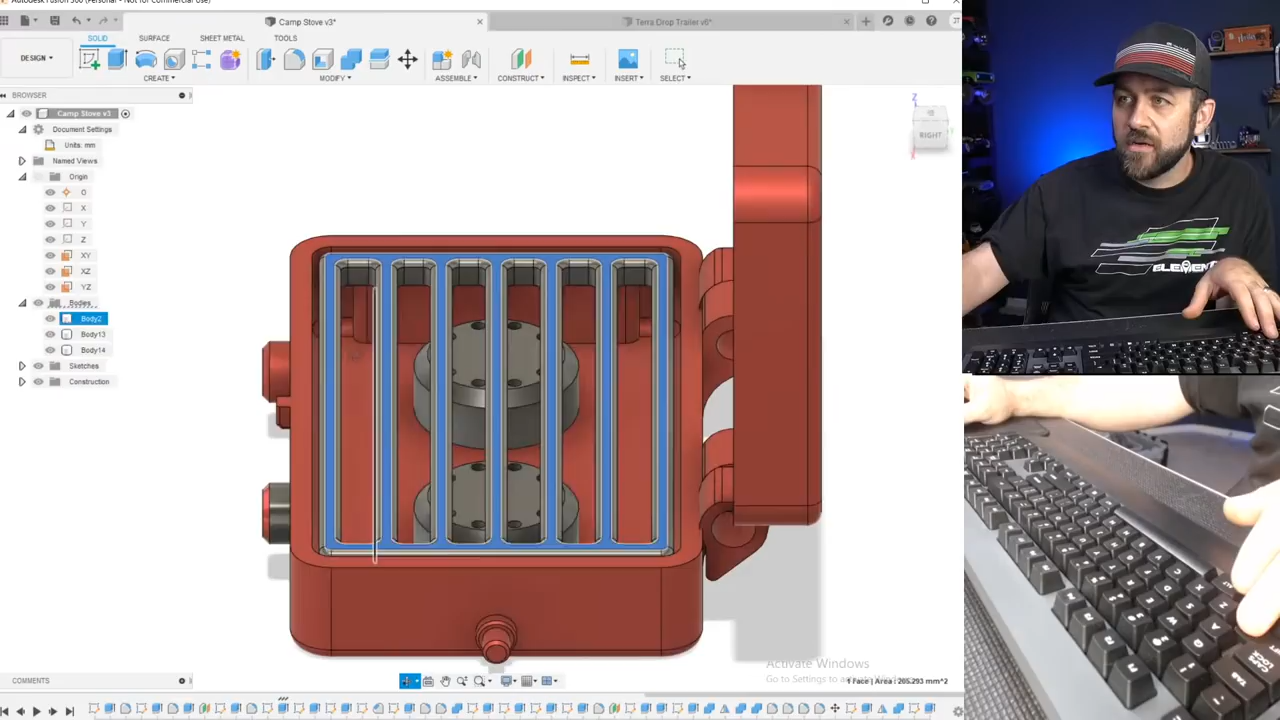 Autodesk Fusion 360 (Personal - Not for Commercial Use)
Camp Stove v3*
Terra Drop Trailer v6*
SOLID
SURFACE
SHEET METAL
TOOLS
DESIGN
CREATE
MODIFY
ASSEMBLE
CONSTRUCT
INSPECT
INSERT
SELECT
BROWSER
Camp Stove v3
Document Settings
Units: mm
Named Views
Origin
O
X
Y
Z
XY
XZ
YZ
Bodies
Body2
Body13
Body14
Sketches
Construction
Z
RIGHT
ELEMENT
Activate Windows
Go to Settings to activate
1 Face | Area : 265.293 mm^2
COMMENTS